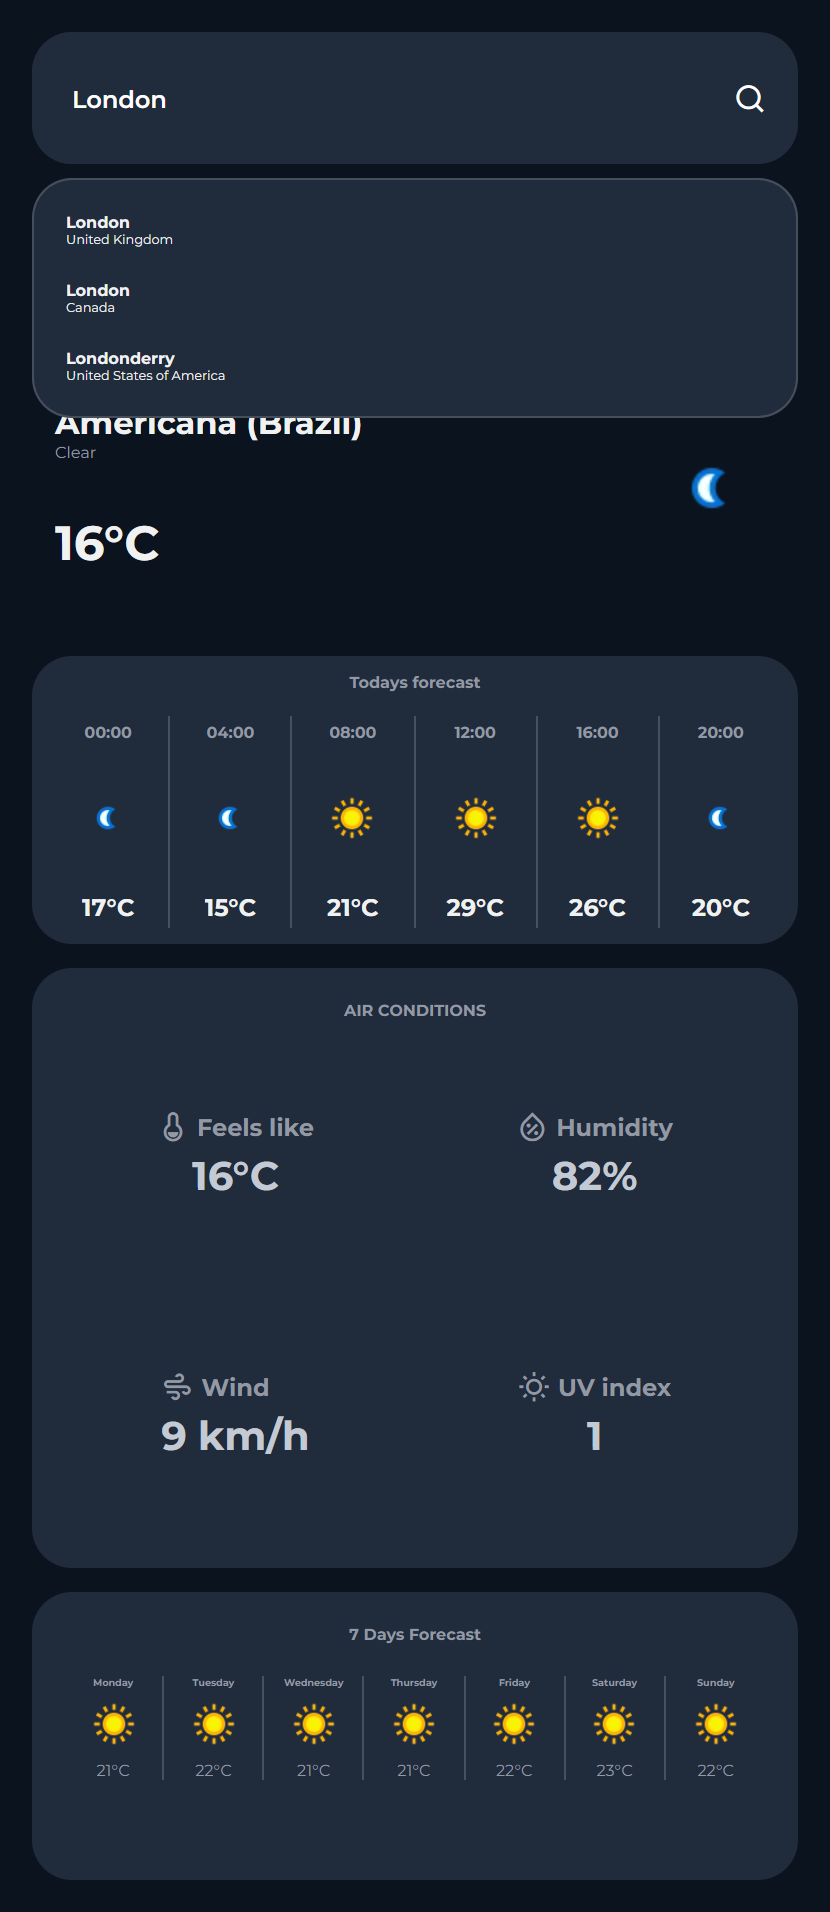 London
London
United Kingdom
London
Canada
Londonderry
United States of America
Americana (Brazil)
Clear
16°C
Todays forecast
00:00 04:00 08:00 12:00 16:00 20:00
17°C 15°C 21°C 29°C 26°C 20°C
AIR CONDITIONS
Feels like Humidity
16°C 82%
Wind UV index
9 km/h 1
7 Days Forecast
Monday Tuesday Wednesday Thursday Friday Saturday Sunday
21°C 22°C 21°C 21°C 22°C 23°C 22°C